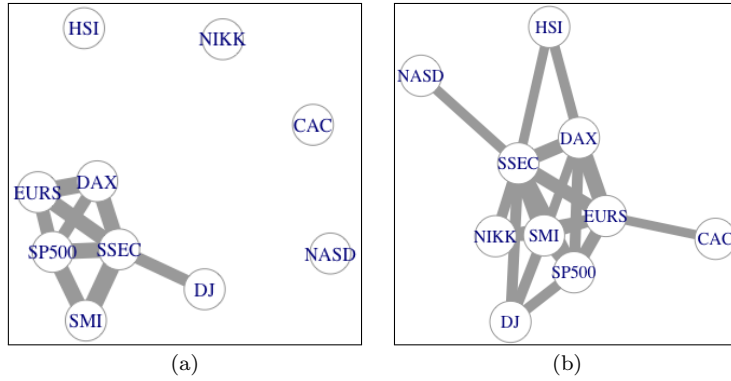 HSI
NIKK
CAC
DAX
EURS
SP500
SSEC
NASD
DJ
SMI
(a)
HSI
NASD
DAX
SSEC
EURS
NIKK
SMI
CAC
SP500
DJ
(b)